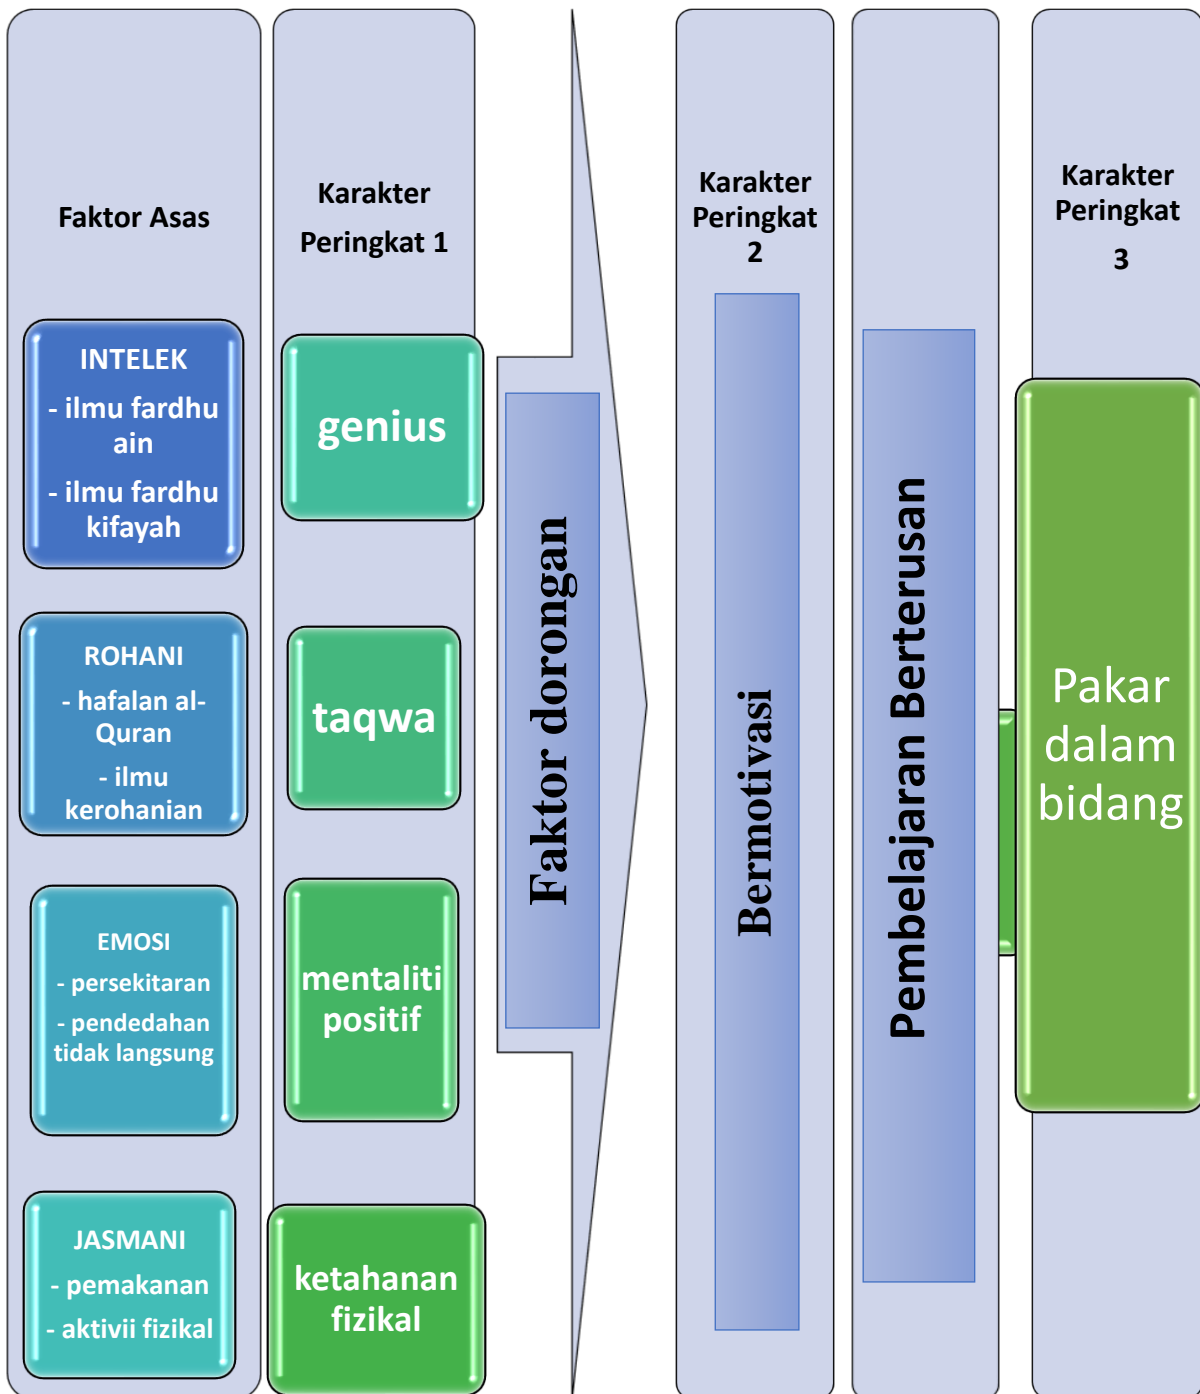 Faktor Asas
INTELEK
- ilmu fardhu
ain
- ilmu fardhu
kifayah
ROHANI
- hafalan al-
Quran
- ilmu
kerohanian
EMOSI
- persekitaran
- pendedahan
tidak langsung
JASMANI
- pemakanan
- aktivii fizikal
Karakter
Peringkat 1
genius
taqwa
mentaliti
positif
ketahanan
fizikal
Faktor dorongan
Karakter
Peringkat
2
Bermotivasi
Pembelajaran Berterusan
Karakter
Peringkat
3
Pakar
dalam
bidang